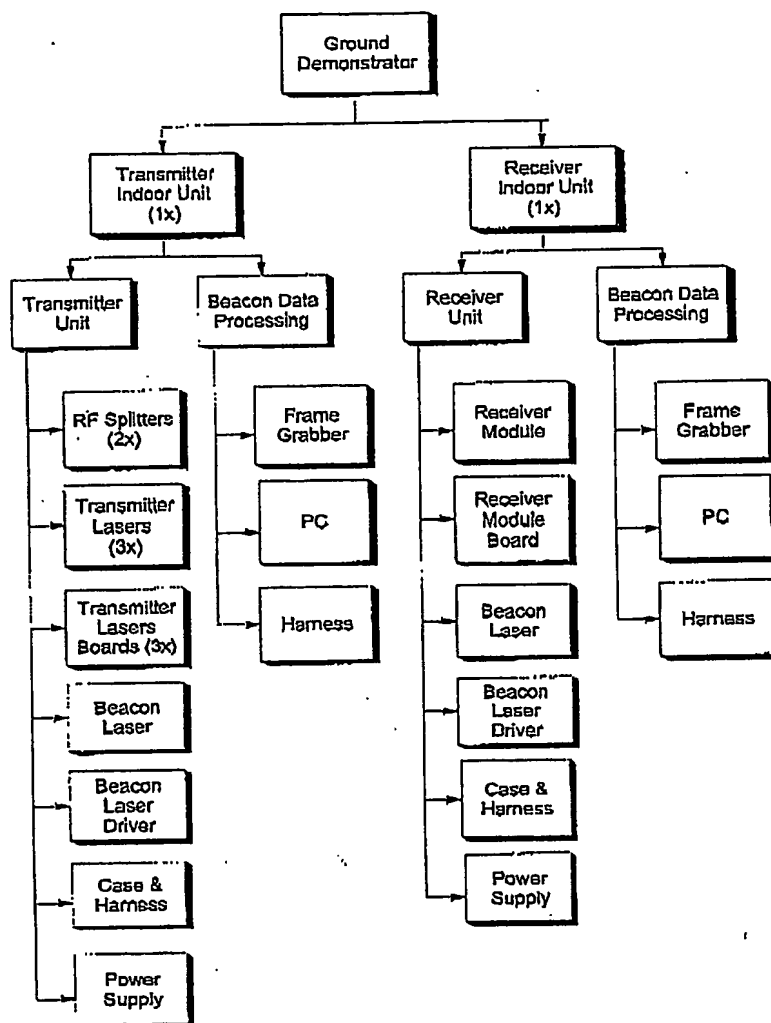 Ground
Demonstrator
Transmitter
Indoor Unit
(1x)
Receiver
Indoor Unit
(1x)
Transmitter
Unit
Beacon Data
Processing
Receiver
Unit
Beacon Data
Processing
RF Splitters
(2x)
Transmitter
Lasers
(3x)
Transmitter
Lasers
Boards (3x)
Beacon
Laser
Beacon
Laser
Driver
Case &
Harness
Power
Supply
Frame
Grabber
PC
Harness
Receiver
Module
Receiver
Module
Board
Beacon
Laser
Beacon
Laser
Driver
Case &
Harness
Power
Supply
Frame
Grabber
PC
Harness